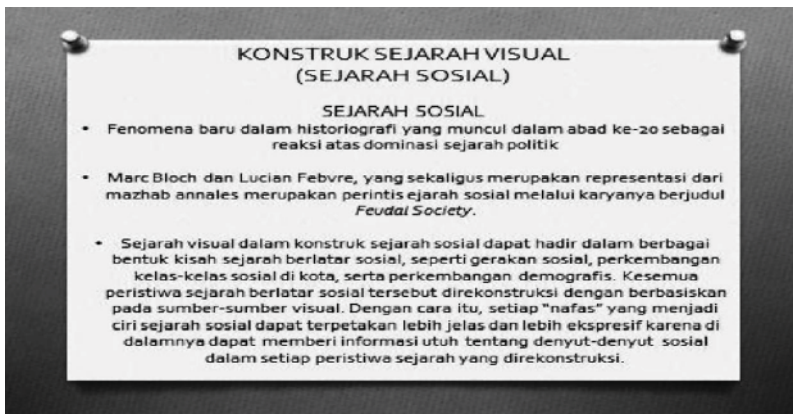 KONSTRUK SEJARAH VISUAL
(SEJARAH SOSIAL)
SEJARAH SOSIAL
• Fenomena baru dalam historiografi yang muncul dalam abad ke-20 sebagai
reaksi atas dominasi sejarah politik
• Marc Bloch dan Lucian Febvre, yang sekaligus merupakan representasi dari
mazhab annales merupakan perintis ejarah sosial melalui karyanya berjudul
Feudal Society.
• Sejarah visual dalam konstruk sejarah sosial dapat hadir dalam berbagai
bentuk kisah sejarah berlatar sosial, seperti gerakan sosial, perkembangan
kelas-kelas sosial di kota, serta perkembangan demografis. Kesemua
peristiwa sejarah berlatar sosial tersebut direkonstruksi dengan berbasiskan
pada sumber-sumber visual. Dengan cara itu, setiap “nafas” yang menjadi
ciri sejarah sosial dapat terpetakan lebih jelas dan lebih ekspresif karena di
dalamnya dapat memberi informasi utuh tentang denyut-denyut sosial
dalam setiap peristiwa sejarah yang direkonstruksi.